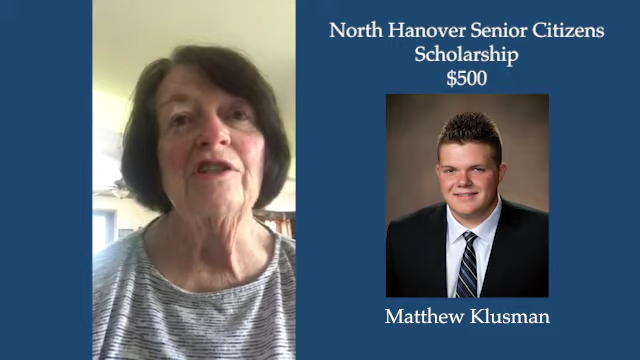 North Hanover Senior Citizens
Scholarship
$500
Matthew Klusman